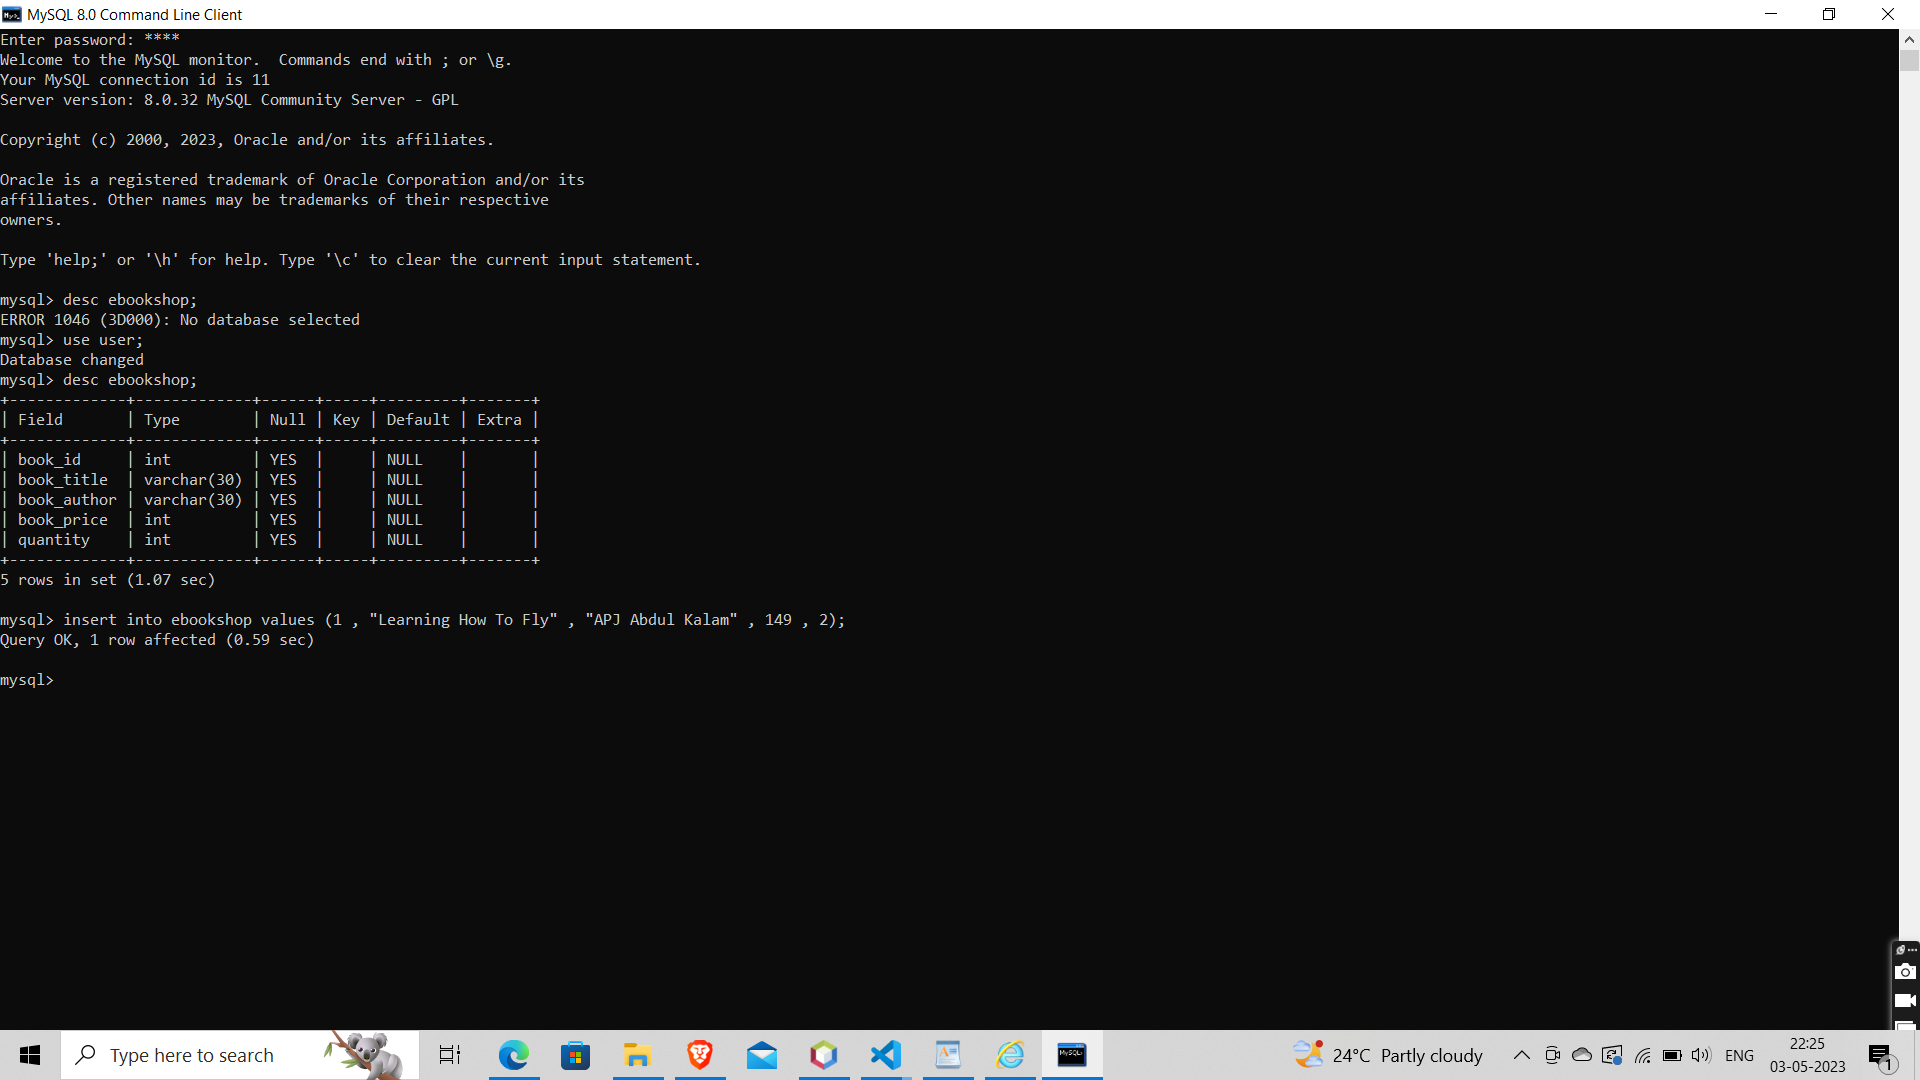 MySQL 8.0 Command Line Client
Enter password: ****
Welcome to the MySQL monitor.  Commands end with ; or \g.
Your MySQL connection id is 11
Server version: 8.0.32 MySQL Community Server - GPL
Copyright (c) 2000, 2023, Oracle and/or its affiliates.
Oracle is a registered trademark of Oracle Corporation and/or its
affiliates. Other names may be trademarks of their respective
owners.
Type 'help;' or '\h' for help. Type '\c' to clear the current input statement.
mysql> desc ebookshop;
ERROR 1046 (3D000): No database selected
mysql> use user;
Database changed
mysql> desc ebookshop;
+-------------+-------------+------+-----+---------+-------+
| Field       | Type        | Null | Key | Default | Extra |
+-------------+-------------+------+-----+---------+-------+
| book_id     | int         | YES  |     | NULL    |       |
| book_title  | varchar(30) | YES  |     | NULL    |       |
| book_author | varchar(30) | YES  |     | NULL    |       |
| book_price  | int         | YES  |     | NULL    |       |
| quantity    | int         | YES  |     | NULL    |       |
+-------------+-------------+------+-----+---------+-------+
5 rows in set (1.07 sec)
mysql> insert into ebookshop values (1 , "Learning How To Fly" , "APJ Abdul Kalam" , 149 , 2);
Query OK, 1 row affected (0.59 sec)
mysql>
Type here to search
MySQL
24°C Partly cloudy
ENG
22:25
03-05-2023
1